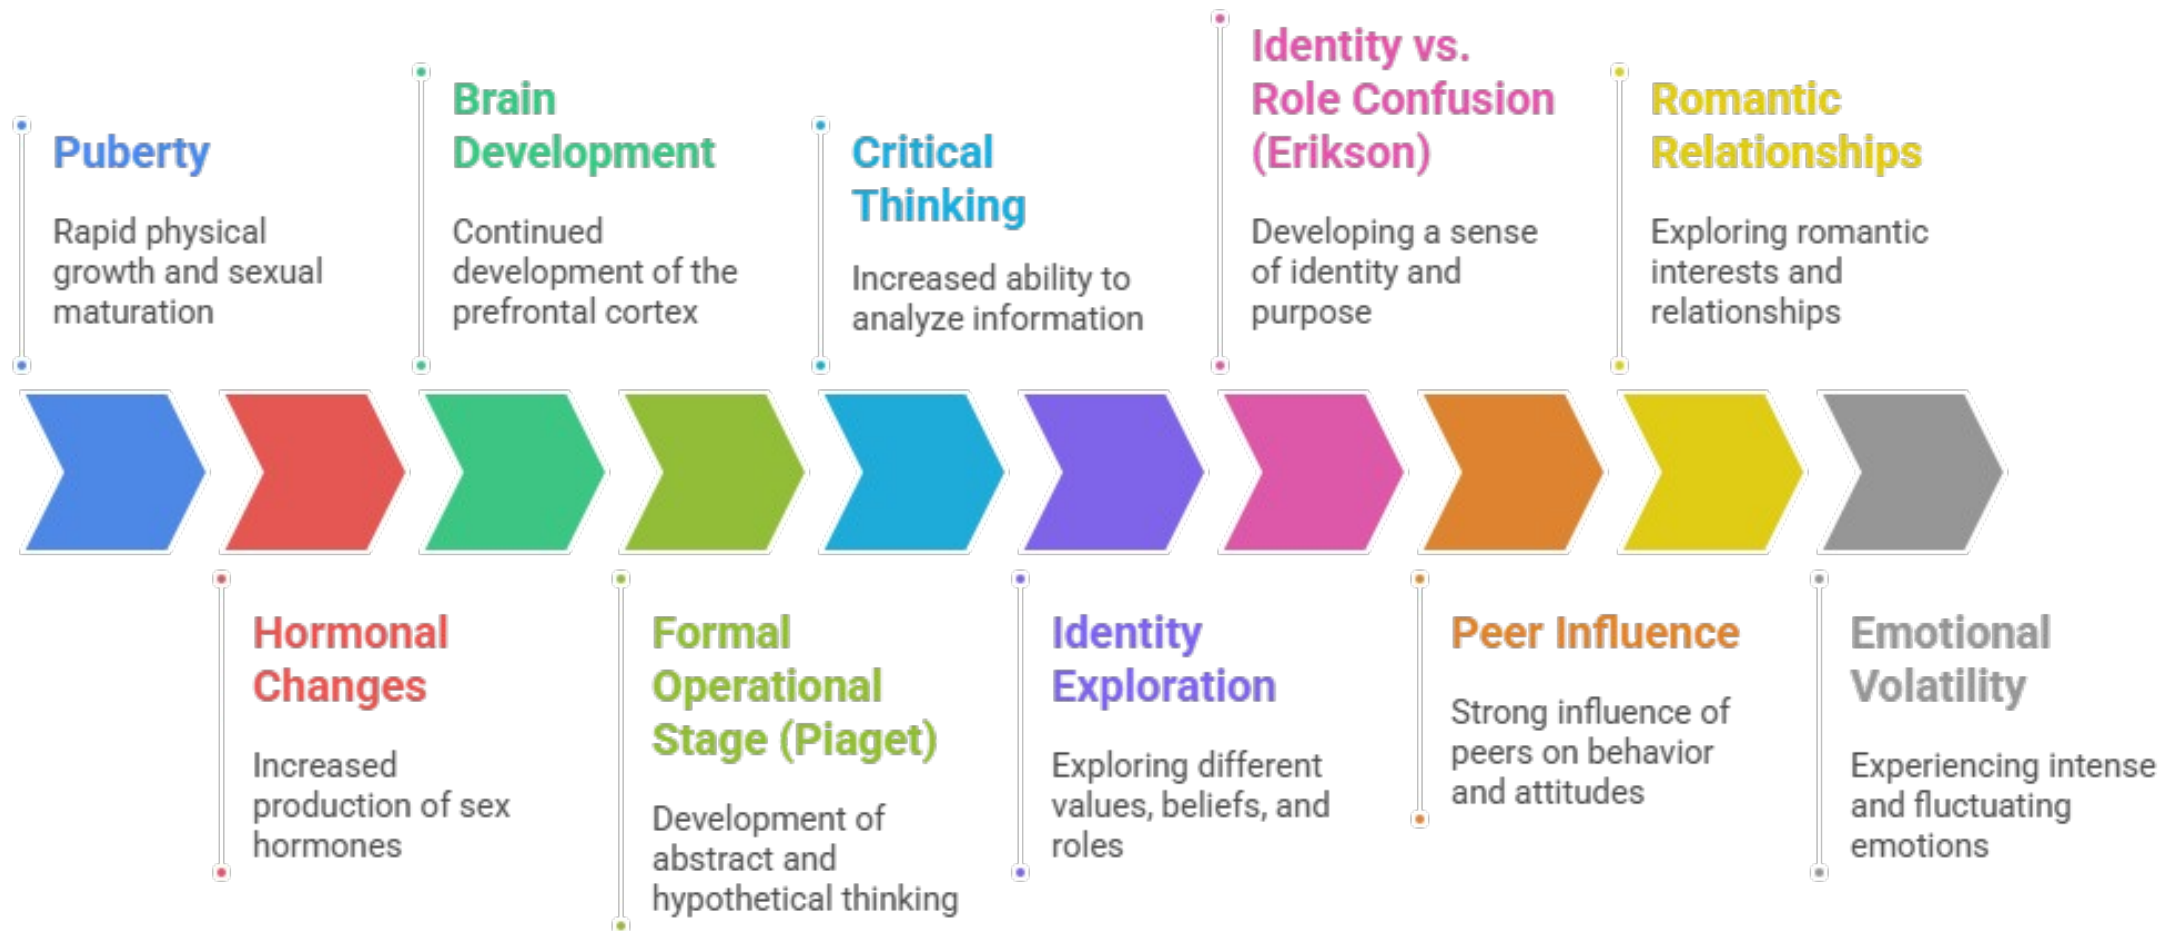 Puberty
Rapid physical
growth and sexual
maturation
Hormonal
Changes
Increased
production of sex
hormones
Brain
Development
Continued
development of the
prefrontal cortex
Formal
Operational
Stage (Piaget)
Development of
abstract and
hypothetical thinking
Critical
Thinking
Increased ability to
analyze information
Identity
Exploration
Exploring different
values, beliefs, and
roles
Identity vs.
Role Confusion
(Erikson)
Developing a sense
of identity and
purpose
Peer Influence
Strong influence of
peers on behavior
and attitudes
Romantic
Relationships
Exploring romantic
interests and
relationships
Emotional
Volatility
Experiencing intense
and fluctuating
emotions